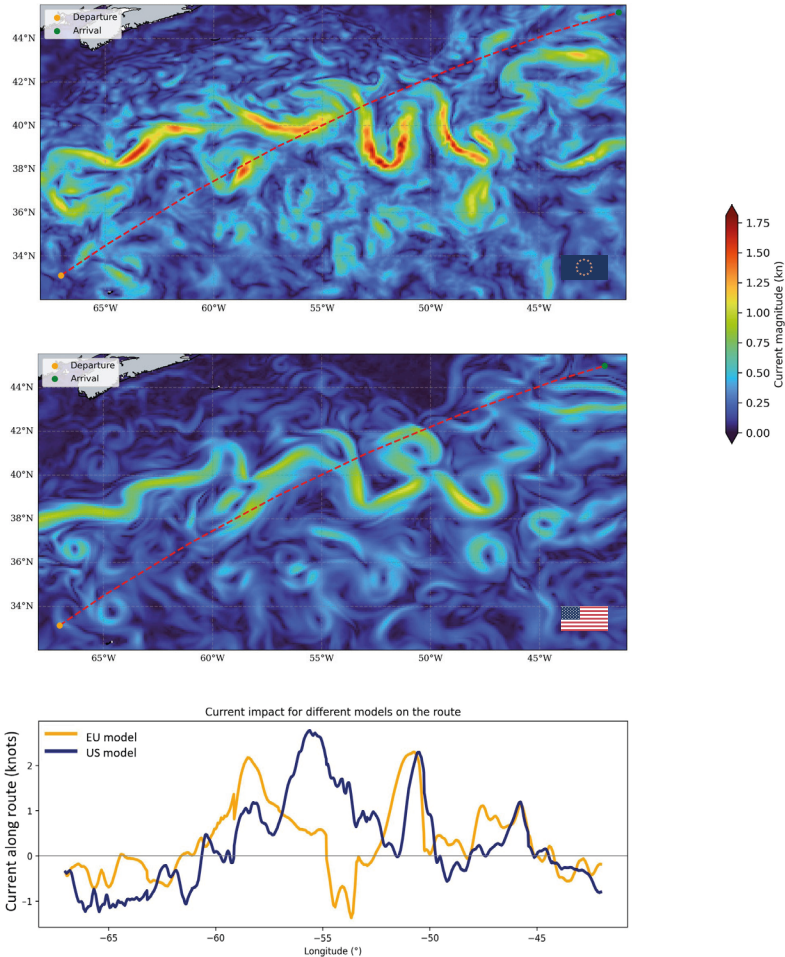 Departure
Arrival
44°N
42°N
40°N
38°N
36°N
34°N
65°W
60°W
55°W
50°W
45°W
1.75
1.50
1.25
1.00
0.75
0.50
0.25
0.00
Current magnitude (kn)
Departure
Arrival
44°N
42°N
40°N
38°N
36°N
34°N
65°W
60°W
55°W
50°W
45°W
Current impact for different models on the route
EU model
US model
Current along route (knots)
2
1
0
−1
−65
−60
−55
−50
−45
Longitude (°)